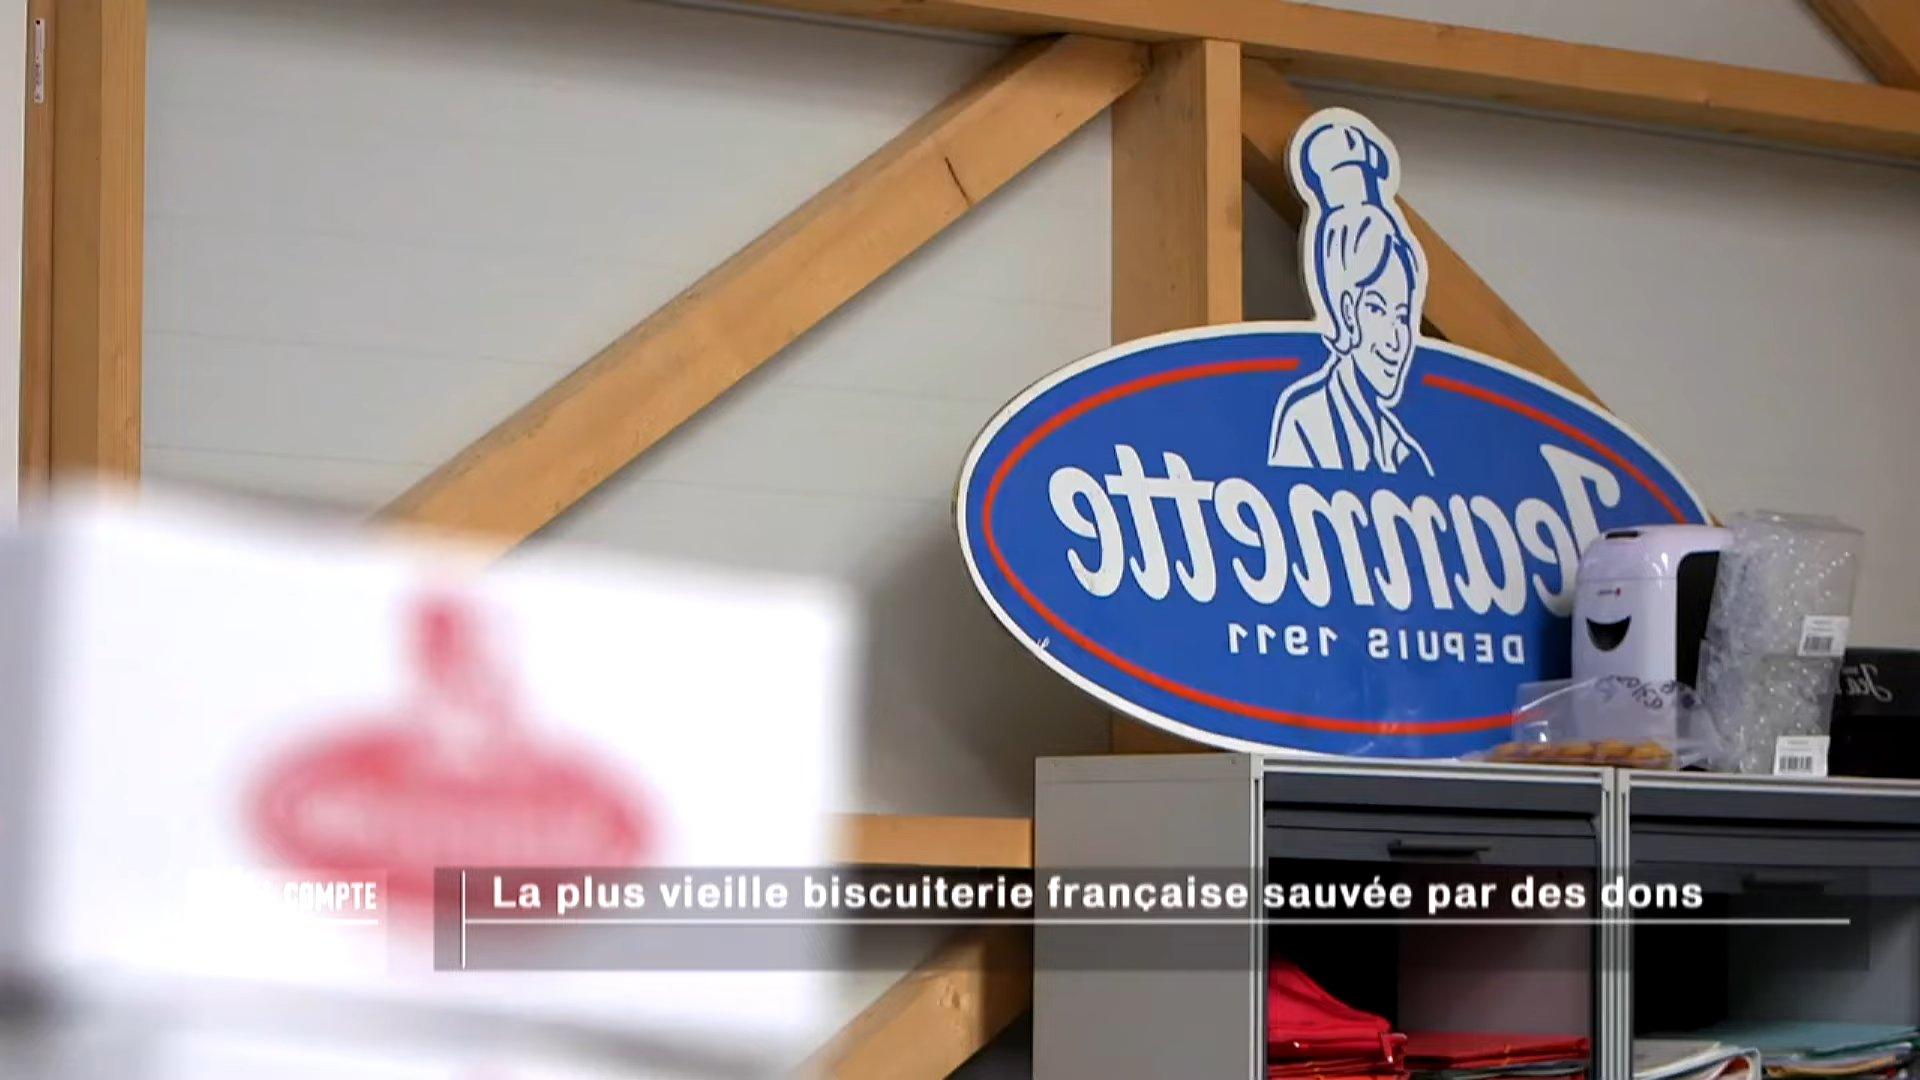 Jeannette
DEPUIS 1911
COMPTE
La plus vieille biscuiterie française sauvée par des dons